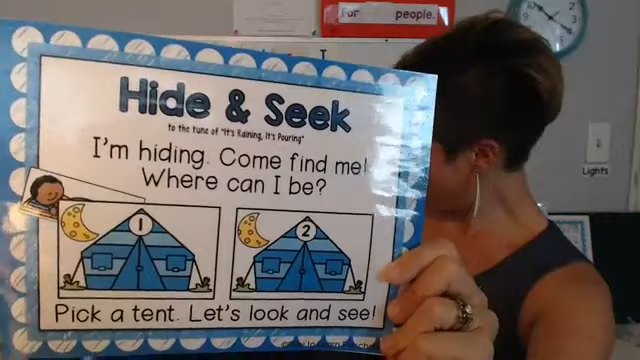 For people.
Hide & Seek
to the tune of "It's Raining, It's Pouring"
I'm hiding. Come find me!
Where can I be?
1
2
Pick a tent. Let's look and see!
Lights